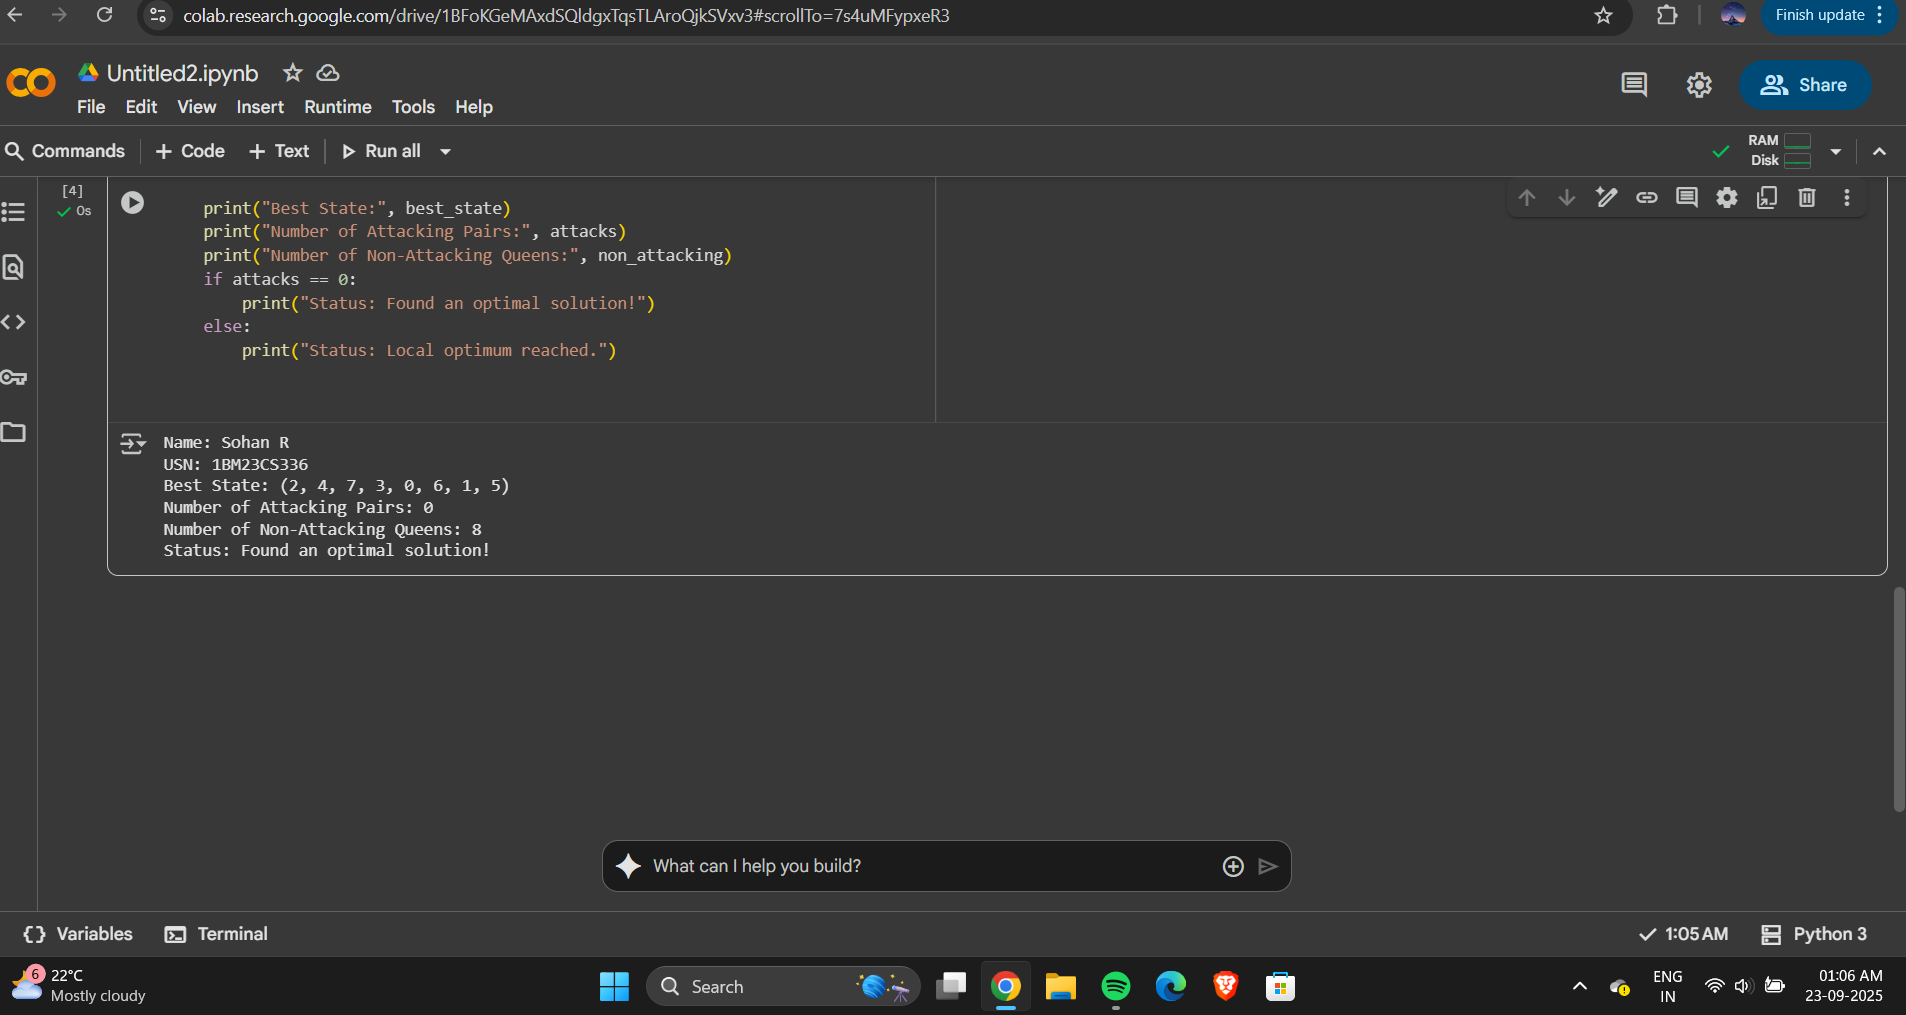 colab.research.google.com/drive/1BFoKGeMAxdSQldgxTqsTLAroQjkSVxv3#scrollTo=7s4uMFypxeR3
Finish update
Untitled2.ipynb
File Edit View Insert Runtime Tools Help
Share
Commands + Code + Text Run all
RAM
Disk
[4]
0s
print("Best State:", best_state)
print("Number of Attacking Pairs:", attacks)
print("Number of Non-Attacking Queens:", non_attacking)
if attacks == 0:
    print("Status: Found an optimal solution!")
else:
    print("Status: Local optimum reached.")
Name: Sohan R
USN: 1BM23CS336
Best State: (2, 4, 7, 3, 0, 6, 1, 5)
Number of Attacking Pairs: 0
Number of Non-Attacking Queens: 8
Status: Found an optimal solution!
What can I help you build?
Variables Terminal
1:05 AM Python 3
6
22°C
Mostly cloudy
Search
ENG
IN
01:06 AM
23-09-2025